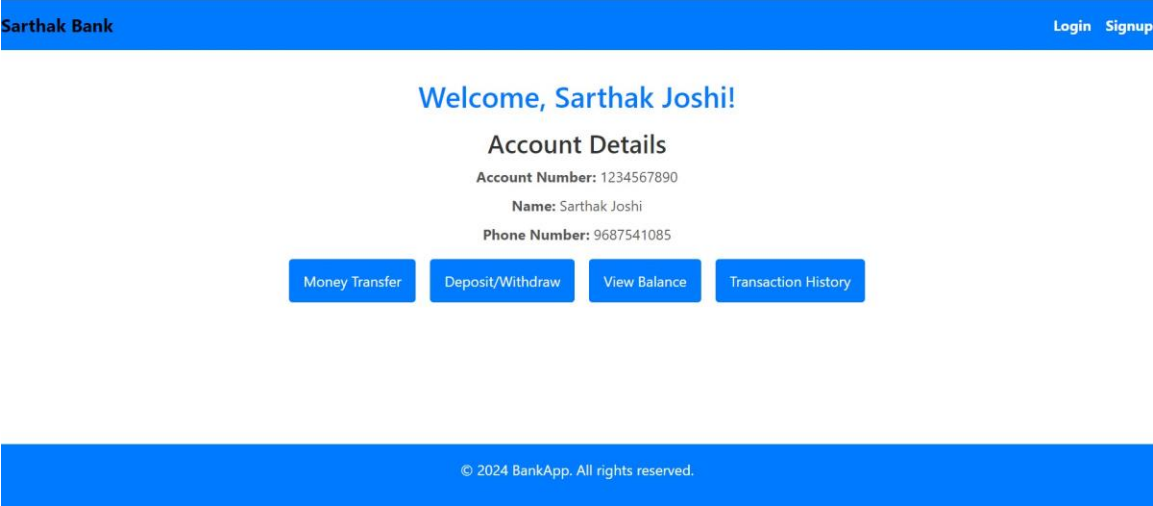 Sarthak Bank Login Signup
Welcome, Sarthak Joshi!
Account Details
Account Number: 1234567890
Name: Sarthak Joshi
Phone Number: 9687541085
Money Transfer Deposit/Withdraw View Balance Transaction History
© 2024 BankApp. All rights reserved.